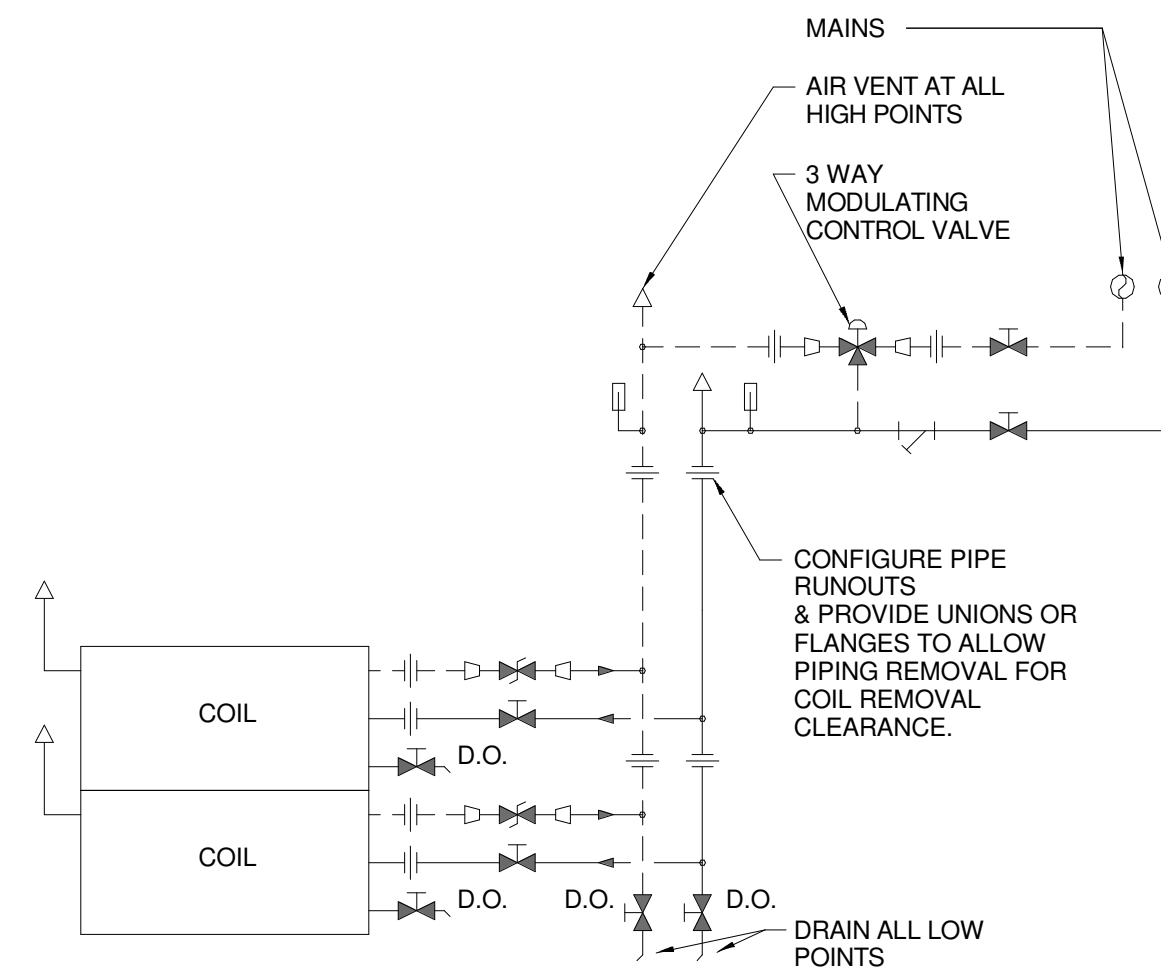 MAINS
AIR VENT AT ALL
HIGH POINTS
3 WAY
MODULATING
CONTROL VALVE
CONFIGURE PIPE
RUNOUTS
& PROVIDE UNIONS OR
FLANGES TO ALLOW
PIPING REMOVAL FOR
COIL REMOVAL
CLEARANCE.
COIL
D.O.
COIL
D.O.
D.O.
D.O.
DRAIN ALL LOW
POINTS